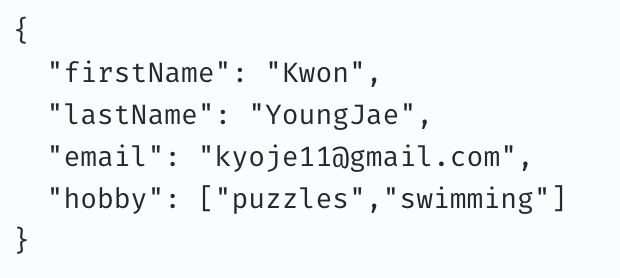 {
  "firstName": "Kwon",
  "lastName": "YoungJae",
  "email": "kyoje11@gmail.com",
  "hobby": ["puzzles","swimming"]
}